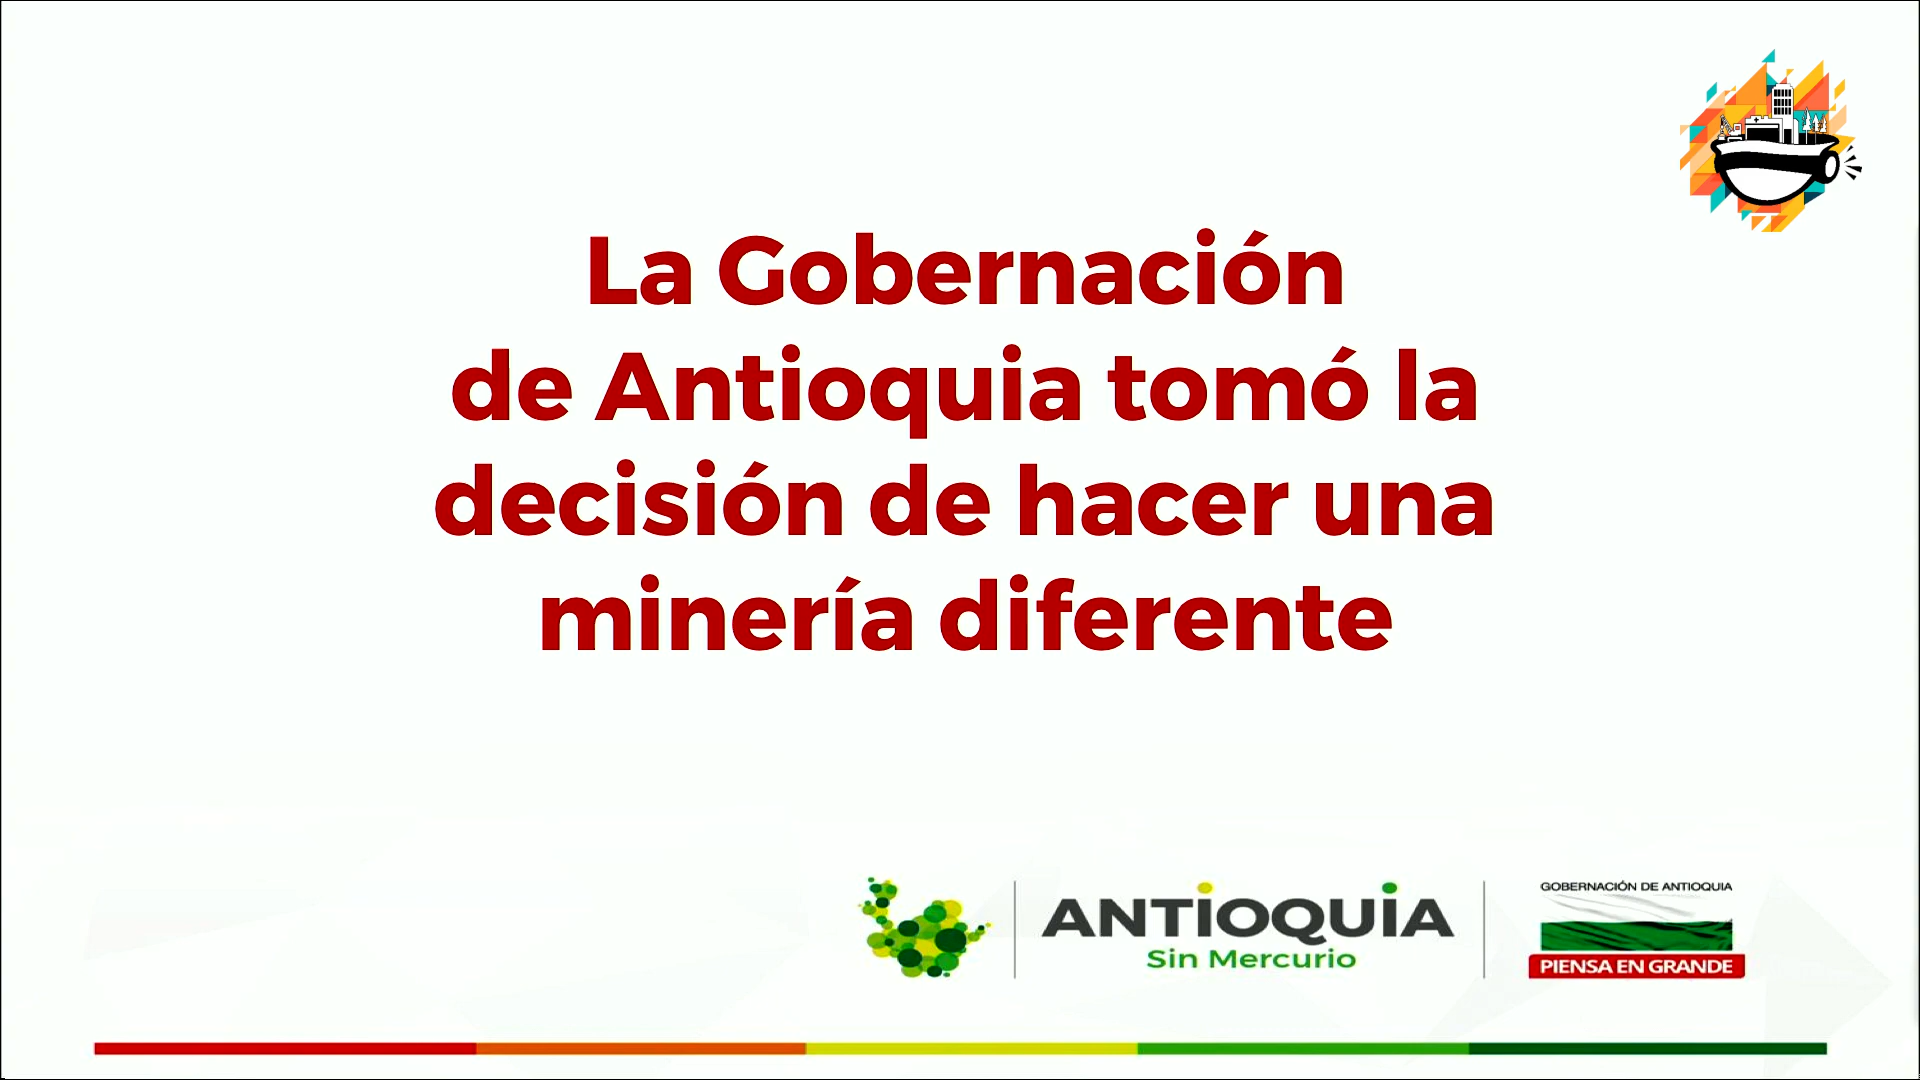 La Gobernación
de Antioquia tomó la
decisión de hacer una
minería diferente
ANTIOQUIA
Sin Mercurio
GOBERNACIÓN DE ANTIOQUIA
PIENSA EN GRANDE